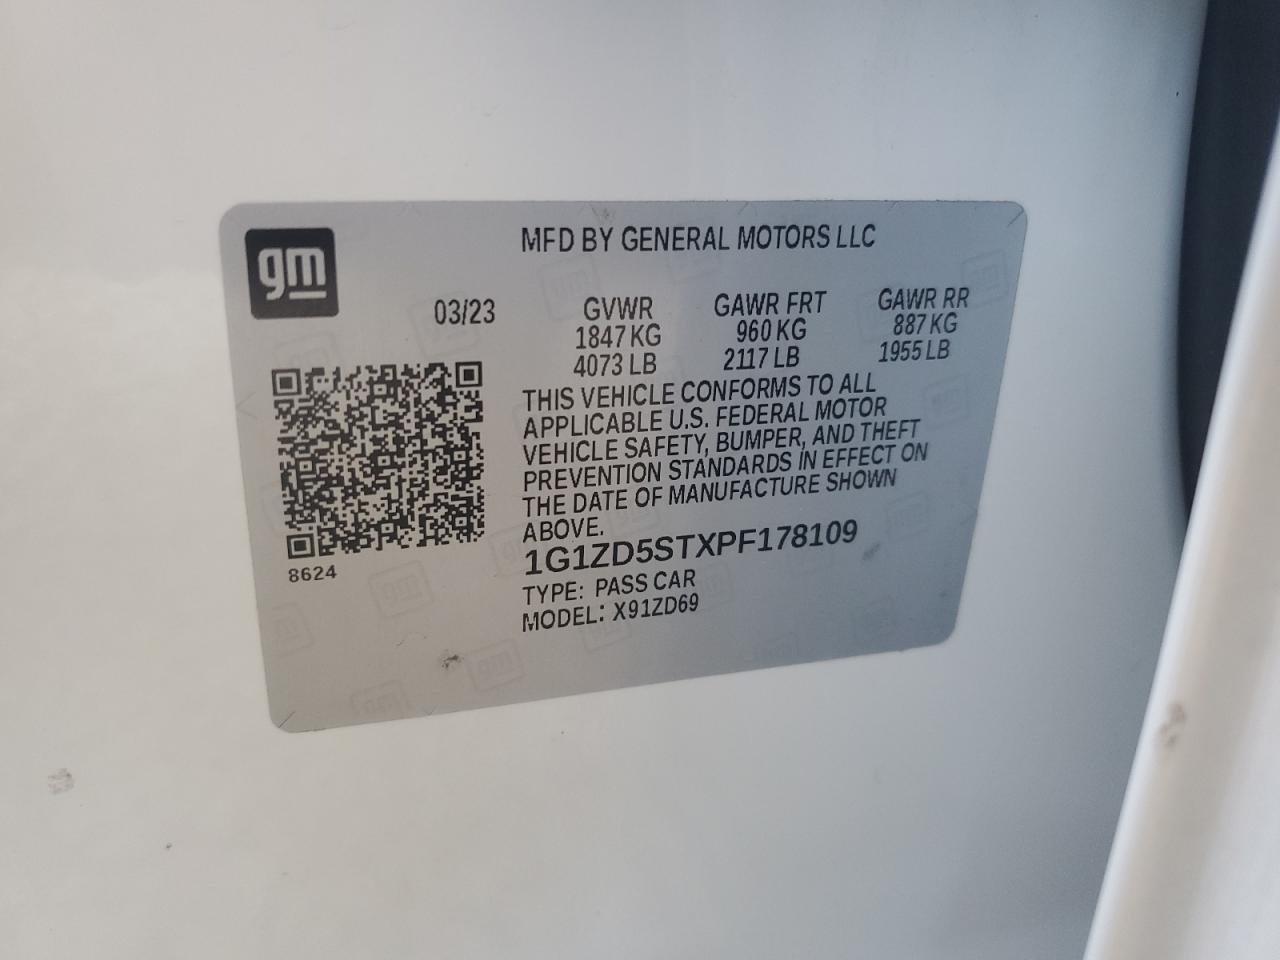 gm
MFD BY GENERAL MOTORS LLC
03/23 GVWR GAWR FRT GAWR RR
1847 KG 960 KG 887 KG
4073 LB 2117 LB 1955 LB
THIS VEHICLE CONFORMS TO ALL
APPLICABLE U.S. FEDERAL MOTOR
VEHICLE SAFETY, BUMPER, AND THEFT
PREVENTION STANDARDS IN EFFECT ON
THE DATE OF MANUFACTURE SHOWN
ABOVE.
1G1ZD5STXPF178109
8624
TYPE: PASS CAR
MODEL: X91ZD69